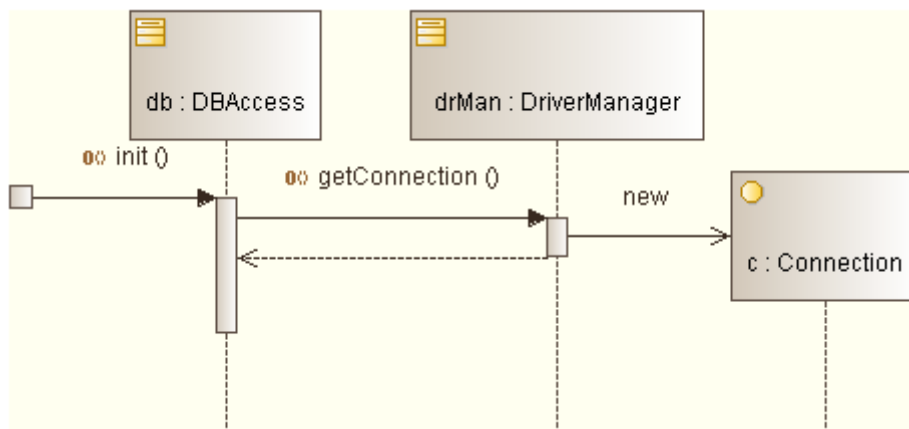 db : DBAccess
drMan : DriverManager
init ()
getConnection ()
new
c : Connection